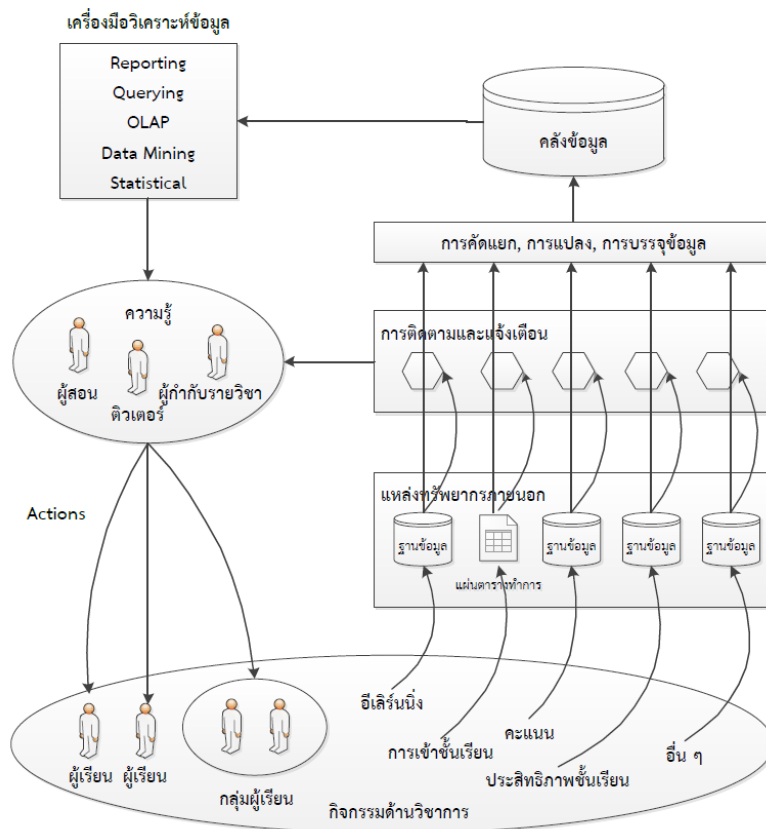 เครื่องมือวิเคราะห์ข้อมูล
Reporting
Querying
OLAP
Data Mining
Statistical
คลังข้อมูล
การคัดแยก, การแปลง, การบรรจุข้อมูล
การติดตามและแจ้งเตือน
ความรู้
ผู้สอน
ผู้กำกับรายวิชา
ติวเตอร์
แหล่งทรัพยากรภายนอก
Actions
ฐานข้อมูล
แผ่นตารางทำการ
ฐานข้อมูล
ฐานข้อมูล
ฐานข้อมูล
อีเลิร์นนิ่ง
การเข้าชั้นเรียน
คะแนน
ประสิทธิภาพชั้นเรียน
อื่น ๆ
ผู้เรียน
ผู้เรียน
กลุ่มผู้เรียน
กิจกรรมด้านวิชาการ